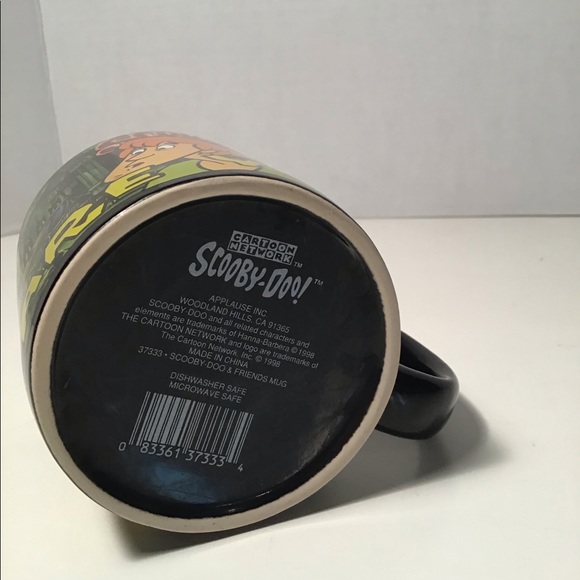 CARTOON
NETWORK
SCOOBY-DOO!™
APPLAUSE INC
WOODLAND HILLS, CA 91365
SCOOBY-DOO and all related characters and
elements are trademarks of Hanna-Barbera © 1998
THE CARTOON NETWORK and logo are trademarks of
The Cartoon Network, Inc. © 1998
MADE IN CHINA
37333 • SCOOBY-DOO & FRIENDS MUG
DISHWASHER SAFE
MICROWAVE SAFE
0 83361 37333 4